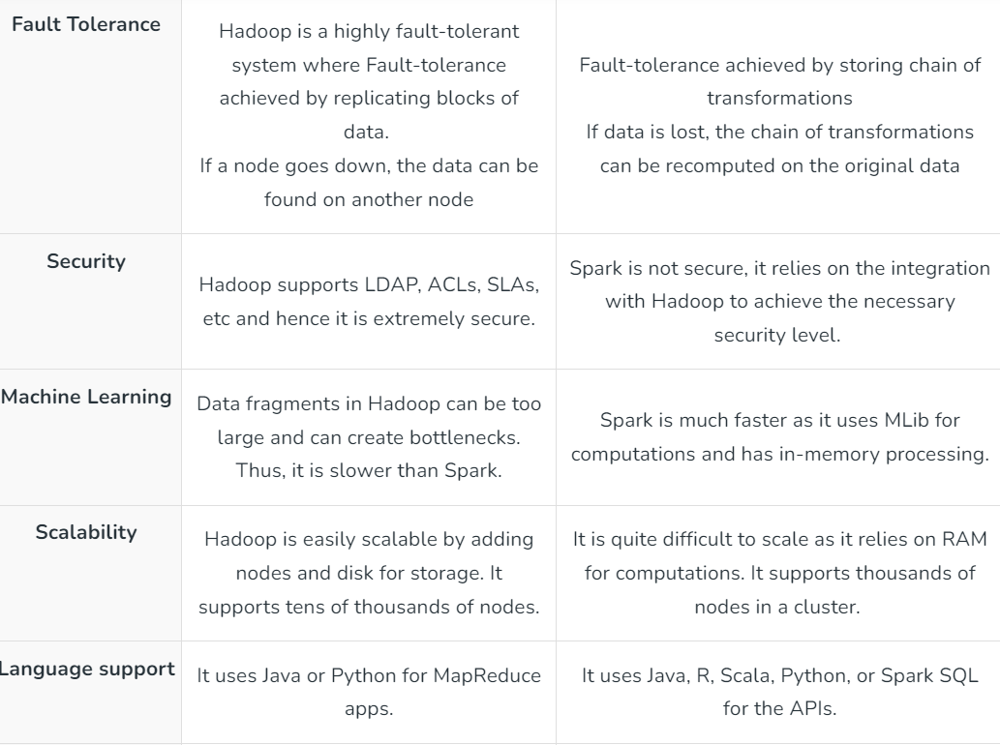 Fault Tolerance
Hadoop is a highly fault-tolerant
system where Fault-tolerance
achieved by replicating blocks of
data.
If a node goes down, the data can be
found on another node
Fault-tolerance achieved by storing chain of
transformations
If data is lost, the chain of transformations
can be recomputed on the original data
Security
Hadoop supports LDAP, ACLs, SLAs,
etc and hence it is extremely secure.
Spark is not secure, it relies on the integration
with Hadoop to achieve the necessary
security level.
Machine Learning
Data fragments in Hadoop can be too
large and can create bottlenecks.
Thus, it is slower than Spark.
Spark is much faster as it uses MLib for
computations and has in-memory processing.
Scalability
Hadoop is easily scalable by adding
nodes and disk for storage. It
supports tens of thousands of nodes.
It is quite difficult to scale as it relies on RAM
for computations. It supports thousands of
nodes in a cluster.
Language support
It uses Java or Python for MapReduce
apps.
It uses Java, R, Scala, Python, or Spark SQL
for the APIs.